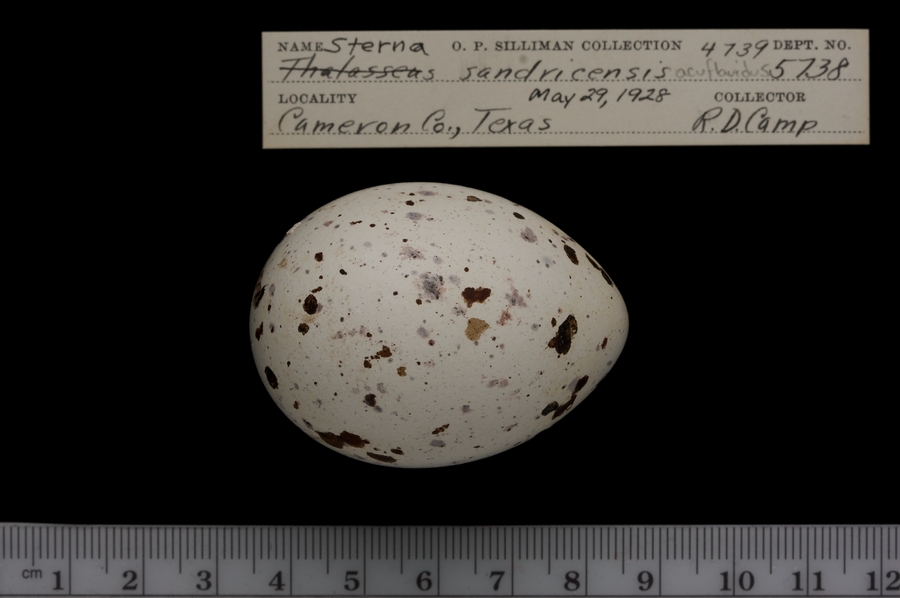 NAME Sterna O. P. SILLIMAN COLLECTION 4739 DEPT. NO.
Thalasseus sandricensis acuflavidus 5738
LOCALITY May 29, 1928 COLLECTOR
Cameron Co., Texas R. D. Camp
cm 1 2 3 4 5 6 7 8 9 10 11 12